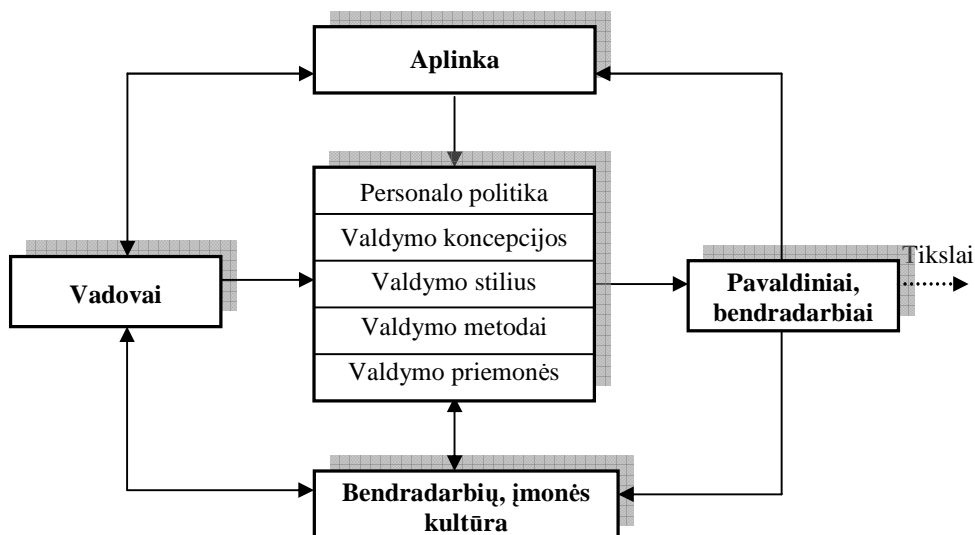 Aplinka
Personalo politika
Valdymo koncepcijos
Valdymo stilius
Valdymo metodai
Valdymo priemonės
Vadovai
Pavaldiniai,
bendradarbiai
Tikslai
Bendradarbių, įmonės
kultūra